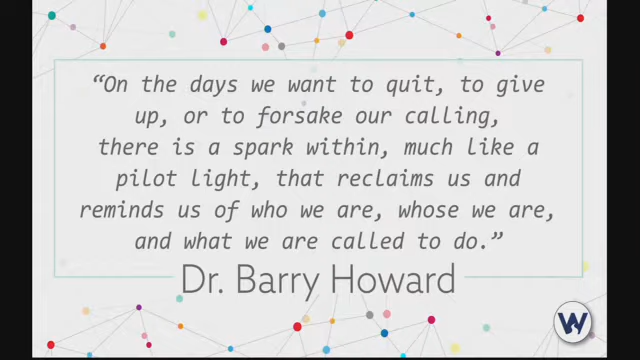 “On the days we want to quit, to give
up, or to forsake our calling,
there is a spark within, much like a
pilot light, that reclaims us and
reminds us of who we are, whose we are,
and what we are called to do.”
Dr. Barry Howard
W